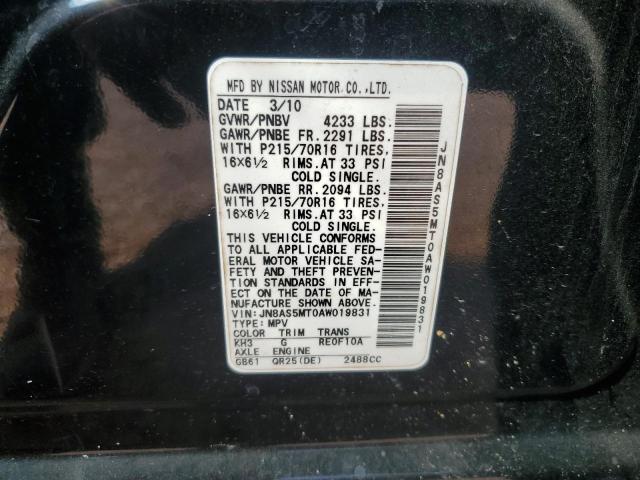 MFD BY NISSAN MOTOR CO.,LTD.
DATE 3/10
GVWR/PNBV 4233 LBS.
GAWR/PNBE FR. 2291 LBS.
WITH P215/70R16 TIRES,
16X6½ RIMS. AT 33 PSI
COLD SINGLE.
GAWR/PNBE RR. 2094 LBS.
WITH P215/70R16 TIRES,
16X6½ RIMS. AT 33 PSI
COLD SINGLE.
THIS VEHICLE CONFORMS
TO ALL APPLICABLE FED-
ERAL MOTOR VEHICLE SA-
FETY AND THEFT PREVEN-
TION STANDARDS IN EF-
FECT ON THE DATE OF MA-
NUFACTURE SHOWN ABOVE.
VIN: JN8AS5MT0AW019831
TYPE: MPV
COLOR TRIM TRANS
KH3 G RE0F10A
AXLE ENGINE
GB61 QR25(DE) 2488CC
JN8AS5MT0AW019831